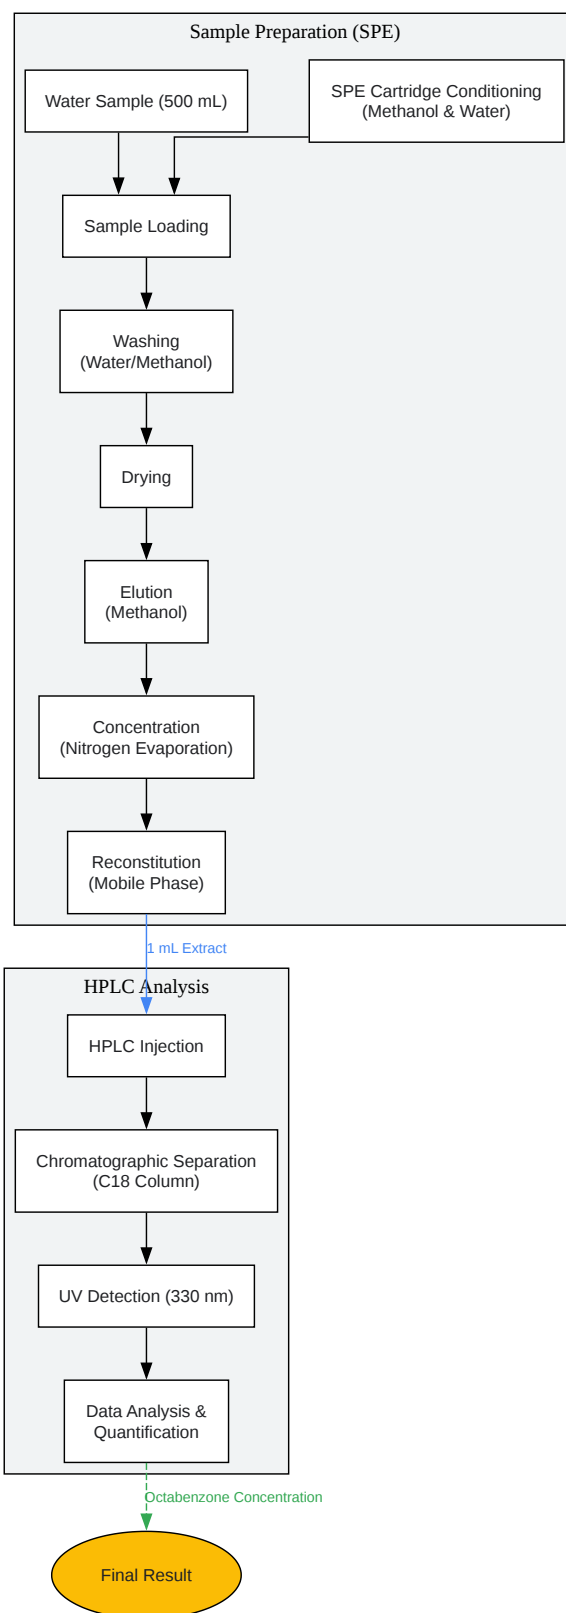 Sample Preparation (SPE)
Water Sample (500 mL)
SPE Cartridge Conditioning
(Methanol & Water)
Sample Loading
Washing
(Water/Methanol)
Drying
Elution
(Methanol)
Concentration
(Nitrogen Evaporation)
Reconstitution
(Mobile Phase)
1 mL Extract
HPLC Analysis
HPLC Injection
Chromatographic Separation
(C18 Column)
UV Detection (330 nm)
Data Analysis &
Quantification
Octabenzone Concentration
Final Result